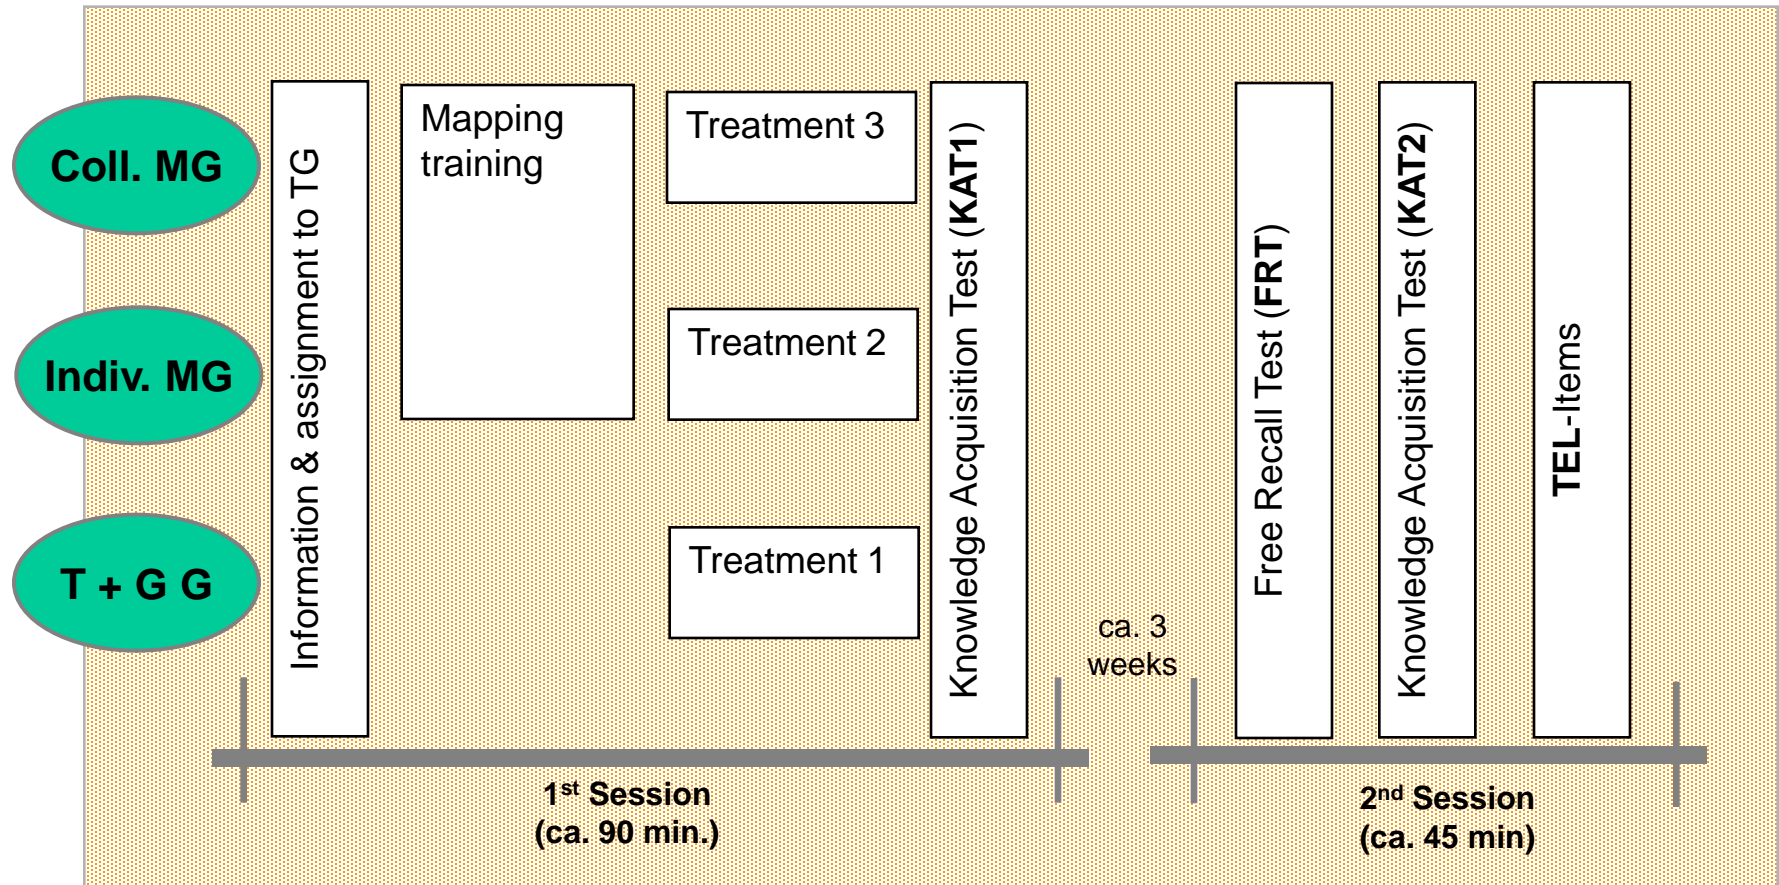 Coll. MG
Indiv. MG
T + G G
Information & assignment to TG
Mapping
training
Treatment 3
Treatment 2
Treatment 1
Knowledge Acquisition Test (KAT1)
ca. 3
weeks
Free Recall Test (FRT)
Knowledge Acquisition Test (KAT2)
TEL-Items
1st Session
(ca. 90 min.)
2nd Session
(ca. 45 min)